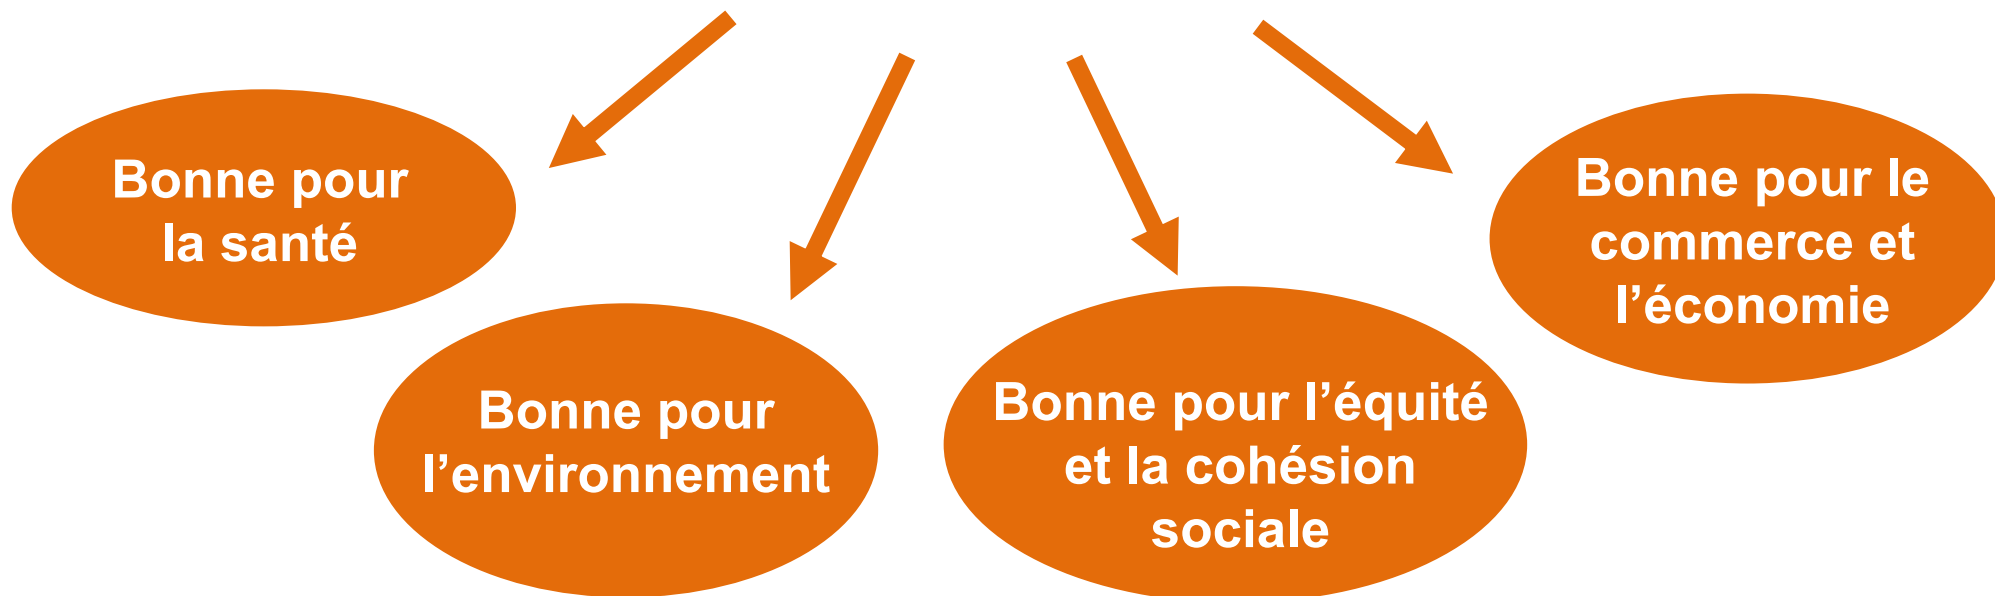 Bonne pour
la santé
Bonne pour
l’environnement
Bonne pour l’équité
et la cohésion
sociale
Bonne pour le
commerce et
l’économie